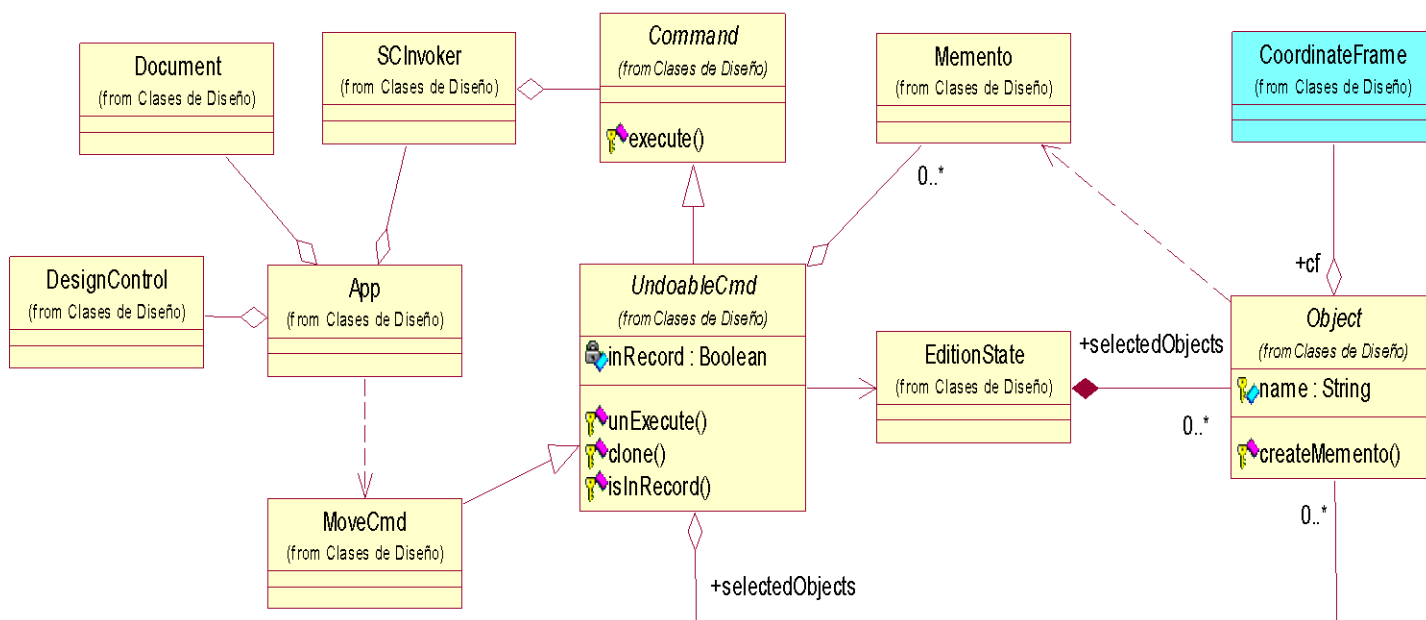 Document
(from Clases de Diseño)
SCInvoker
(from Clases de Diseño)
Command
(from Clases de Diseño)
execute()
Memento
(from Clases de Diseño)
0..*
CoordinateFrame
(from Clases de Diseño)
+cf
DesignControl
(from Clases de Diseño)
App
(from Clases de Diseño)
UndoableCmd
(from Clases de Diseño)
inRecord : Boolean
unExecute()
clone()
isInRecord()
EditionState
(from Clases de Diseño)
+selectedObjects
0..*
Object
(from Clases de Diseño)
name : String
createMemento()
0..*
MoveCmd
(from Clases de Diseño)
+selectedObjects